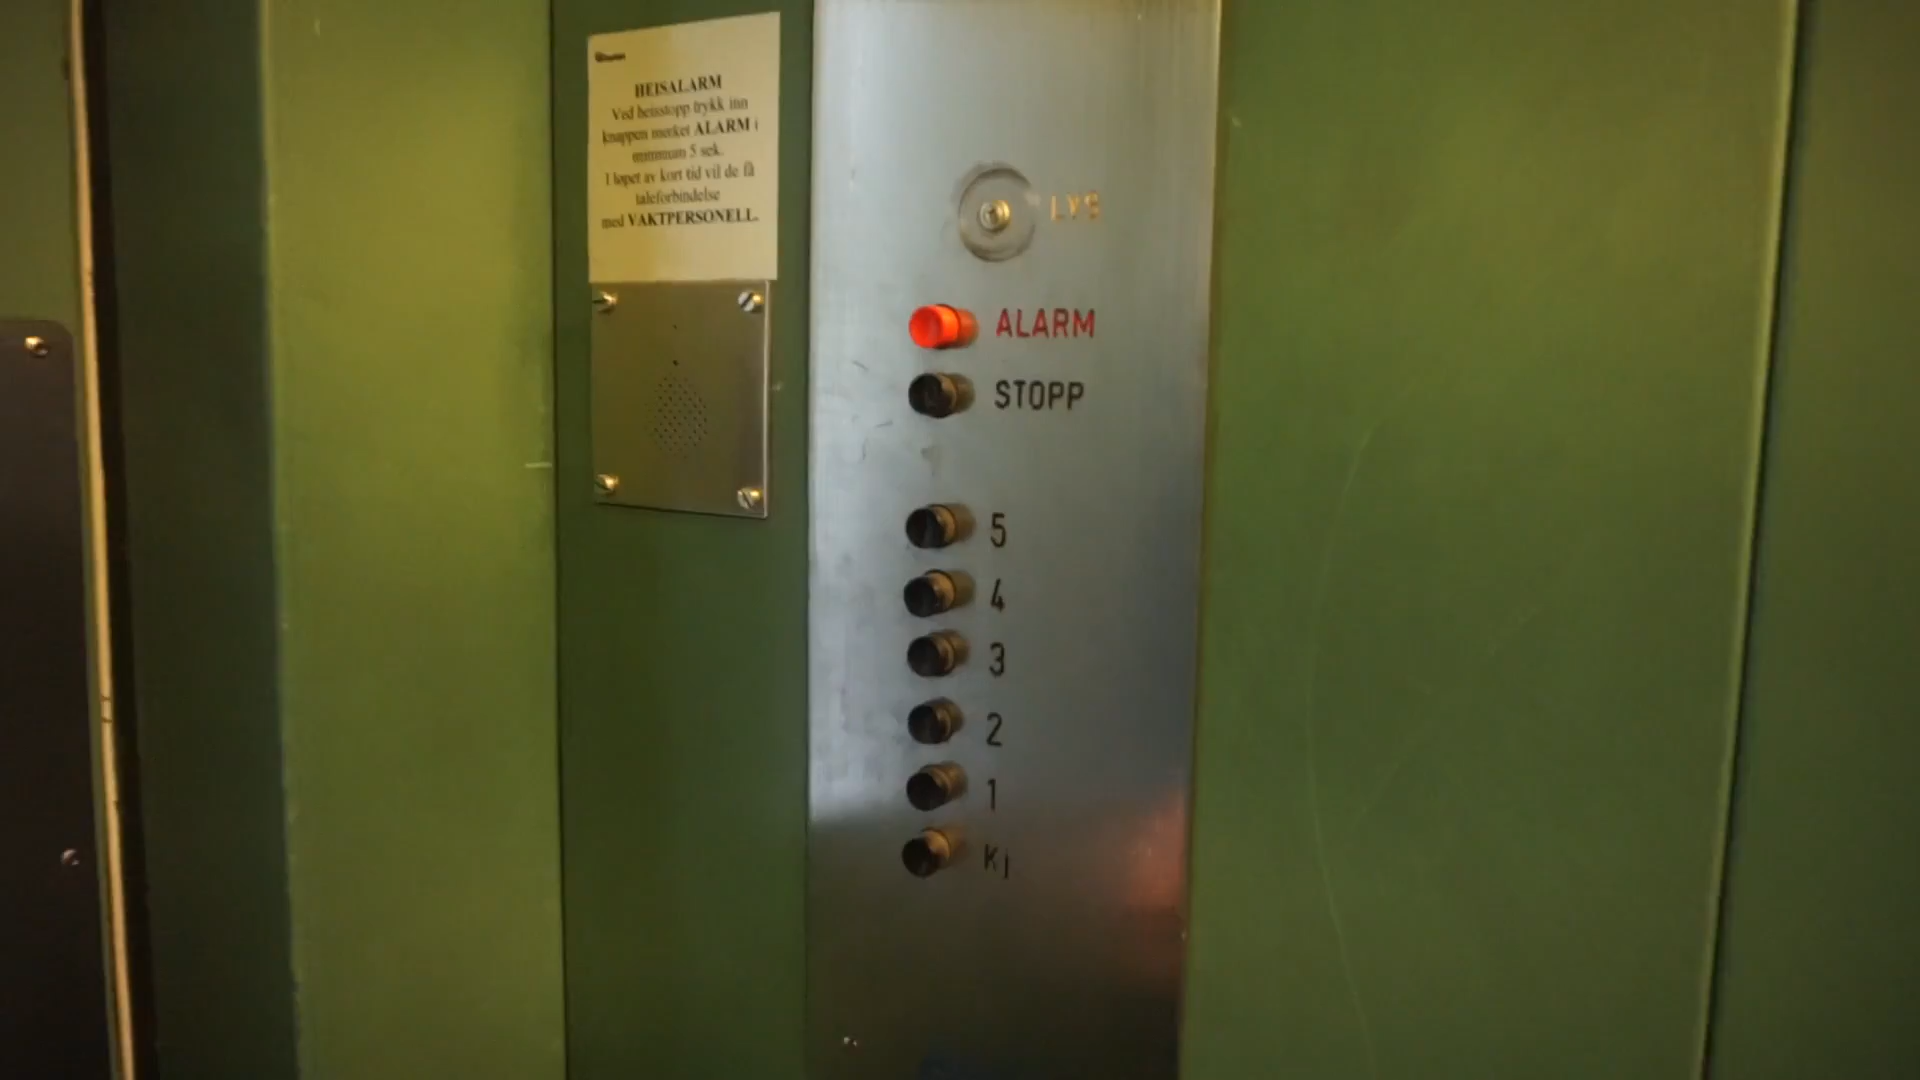 HEISALARM
Ved heisstopp trykk inn
knappen merket ALARM i
minimum 5 sek.
I løpet av kort tid vil de få
taleforbindelse
med VAKTPERSONELL.
LYS
ALARM
STOPP
5
4
3
2
1
Kj